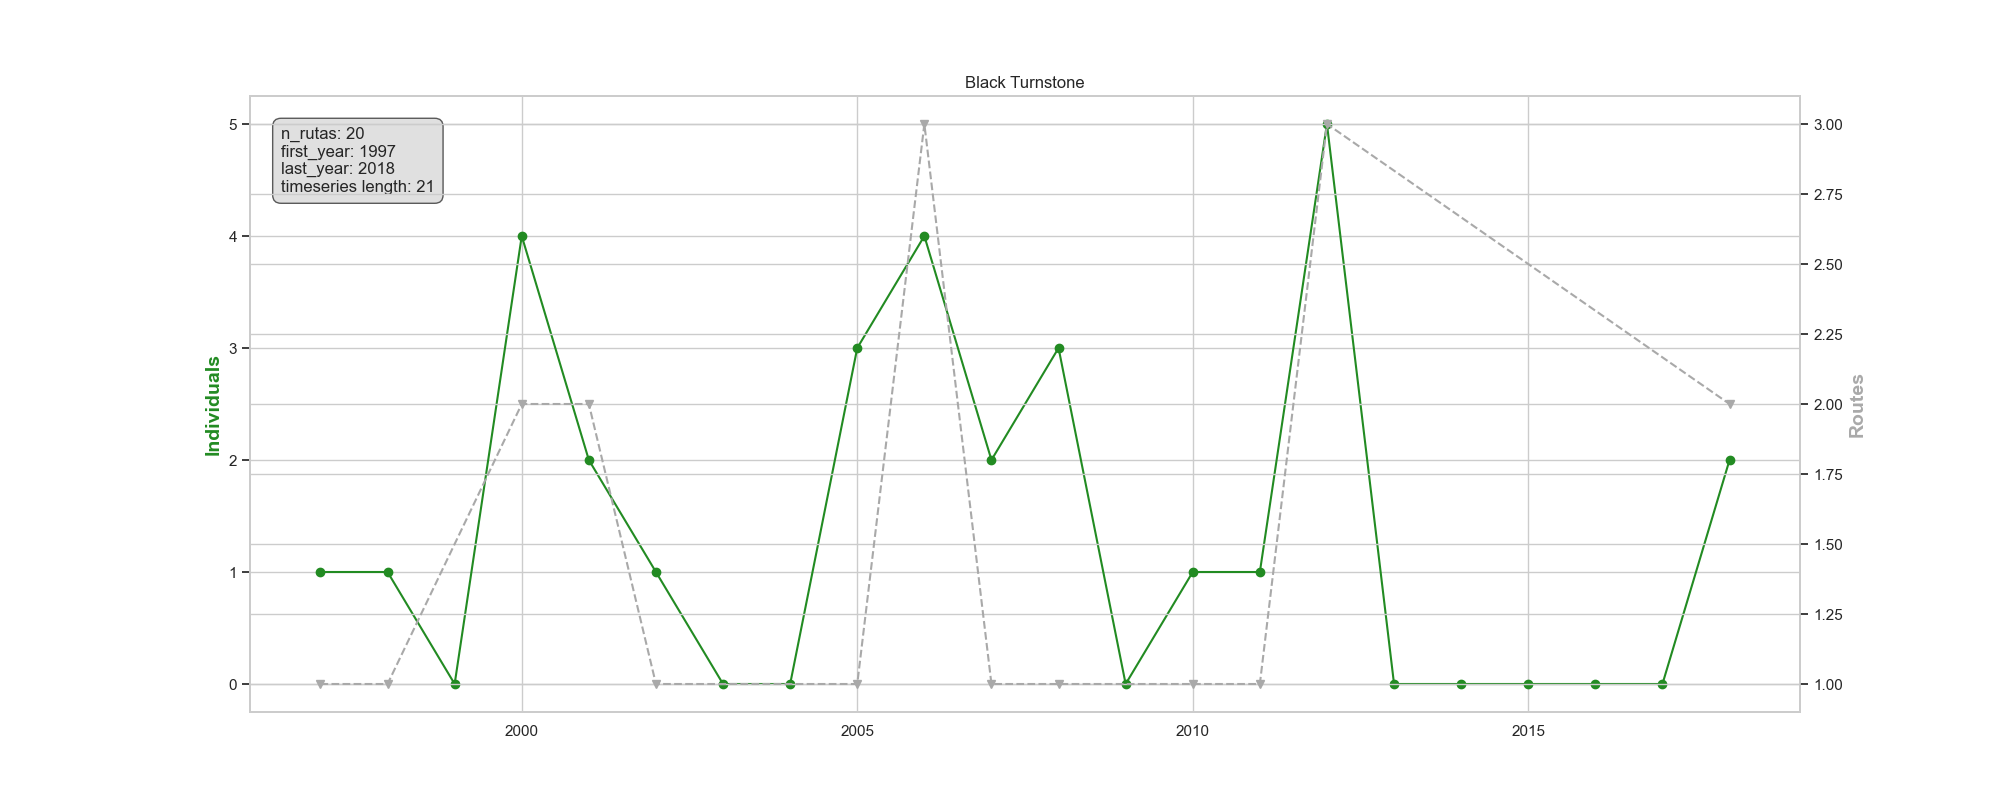 Black Turnstone
n_rutas: 20
first_year: 1997
last_year: 2018
timeseries length: 21
Individuals
5
4
3
2
1
0
3.00
2.75
2.50
2.25
2.00
1.75
1.50
1.25
1.00
Routes
2000
2005
2010
2015